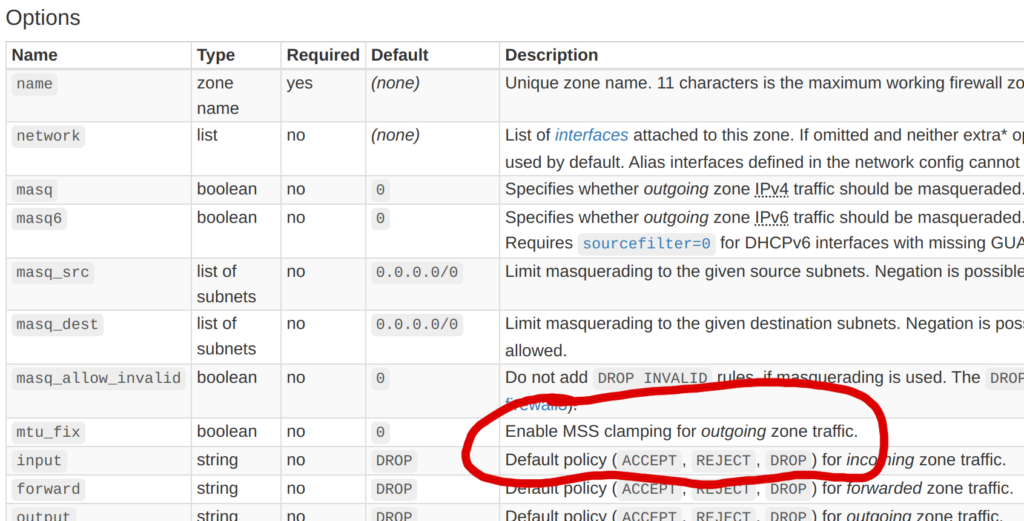 Options
Name Type Required Default Description
name zone yes (none) Unique zone name. 11 characters is the maximum working firewall zo
name
network list no (none) List of interfaces attached to this zone. If omitted and neither extra* op
used by default. Alias interfaces defined in the network config cannot
masq boolean no 0 Specifies whether outgoing zone IPv4 traffic should be masqueraded.
masq6 boolean no 0 Specifies whether outgoing zone IPv6 traffic should be masqueraded.
Requires sourcefilter=0 for DHCPv6 interfaces with missing GUA
masq_src list of no 0.0.0.0/0 Limit masquerading to the given source subnets. Negation is possible
subnets
masq_dest list of no 0.0.0.0/0 Limit masquerading to the given destination subnets. Negation is pos
subnets allowed.
masq_allow_invalid boolean no 0 Do not add DROP INVALID rules, if masquerading is used. The DROP
firewalls).
mtu_fix boolean no 0 Enable MSS clamping for outgoing zone traffic.
input string no DROP Default policy (ACCEPT, REJECT, DROP) for incoming zone traffic.
forward string no DROP Default policy (ACCEPT, REJECT, DROP) for forwarded zone traffic.
output string no DROP Default policy (ACCEPT, REJECT, DROP) for outgoing zone traffic.